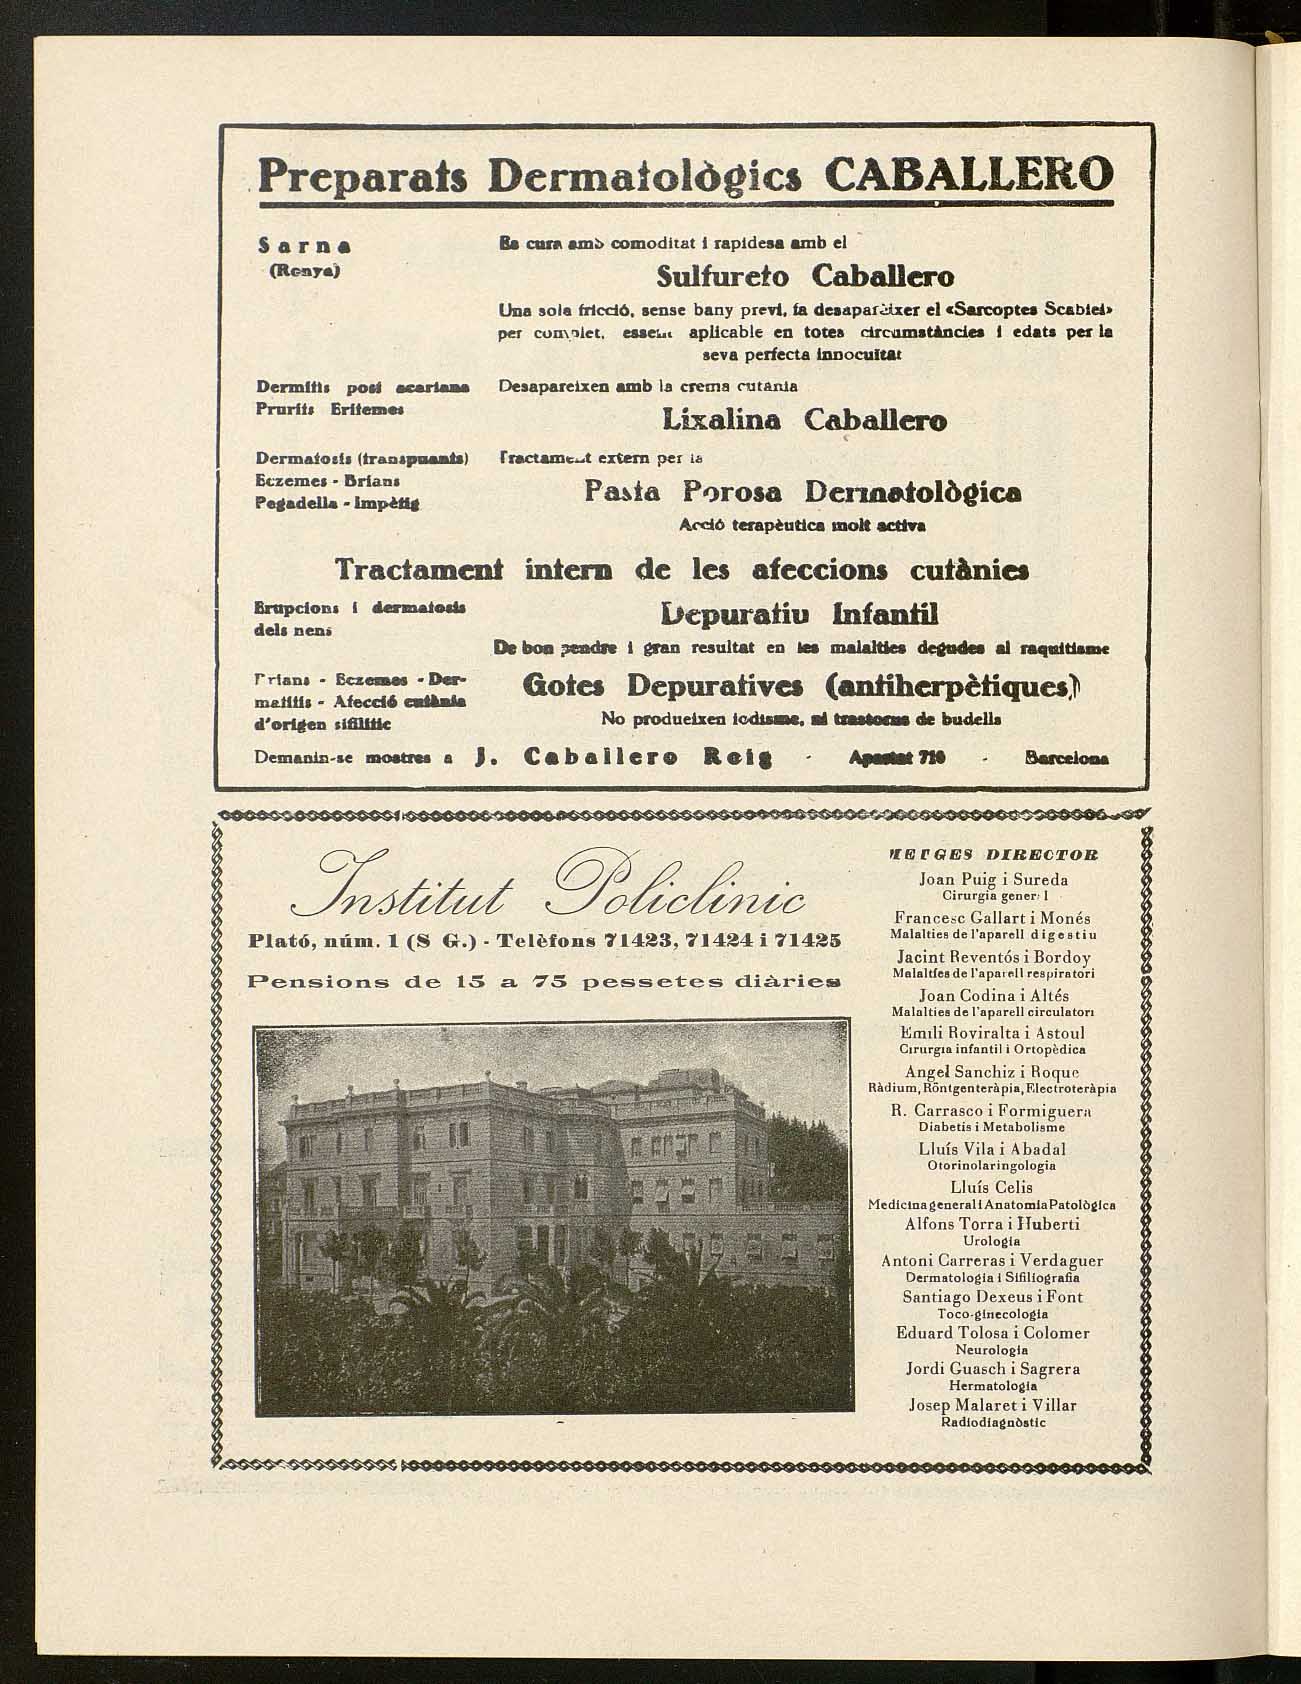 Preparats Dermatològics CABALLERO
Sarna
(Ronya)
Es cura amb comoditat i rapidesa amb el
Sulfureto Caballero
Una sola fricció, sense bany previ, fa desaparèixer el «Sarcoptes Scabiei»
per complet, essent aplicable en totes circumstàncies i edats per la
seva perfecta innocuïtat
Dermitis post acariana
Pruits Eritemes
Desapareixen amb la crema cutània
Lixalina Caballero
Dermatosis (transpuants)
Eczemes - Brians
Pegadella - Impètig
Tractament extern per la
Pasta Porosa Dermatològica
Acció terapèutica molt activa
Tractament intern de les afeccions cutànies
Erupcions i dermatosis
dels nens
Depuratiu Infantil
De bon pendre i gran resultat en les malalties degudes al raquitisme
Brians - Eczemes - Der-
matitis - Afecció cutània
d'origen sifilític
Gotes Depuratives (antiherpètiques)
No produeixen iodisme, ni trastorns de budells
Demanin-se mostres a J. Caballero Roig - Apartat 710 - Barcelona
Institut Policlinic
Plató, núm. 1 (S G.) - Telèfons 71423, 71424 i 71425
Pensions de 15 a 75 pessetes diàries
METGES DIRECTOR
Joan Puig i Sureda
Cirurgia general
Francesc Gallart i Monés
Malalties de l'aparell digestiu
Jacint Reventós i Bordoy
Malalties de l'aparell respiratori
Joan Codina i Altés
Malalties de l'aparell circulatori
Emili Roviralta i Astoul
Cirurgia infantil i Ortopèdica
Angel Sanchiz i Roque
Ràdium, Röntgenteràpia, Electroteràpia
R. Carrasco i Formiguera
Diabetis i Metabolisme
Lluís Vila i Abadal
Otorinolaringologia
Lluís Celis
Medicina general i Anatomia Patològica
Alfons Torra i Huberti
Urologia
Antoni Carreras i Verdaguer
Dermatologia i Sifiliografia
Santiago Dexeus i Font
Toco-ginecologia
Eduard Tolosa i Colomer
Neurologia
Jordi Guasch i Sagrera
Hermatologia
Josep Malaret i Villar
Radiodiagnòstic